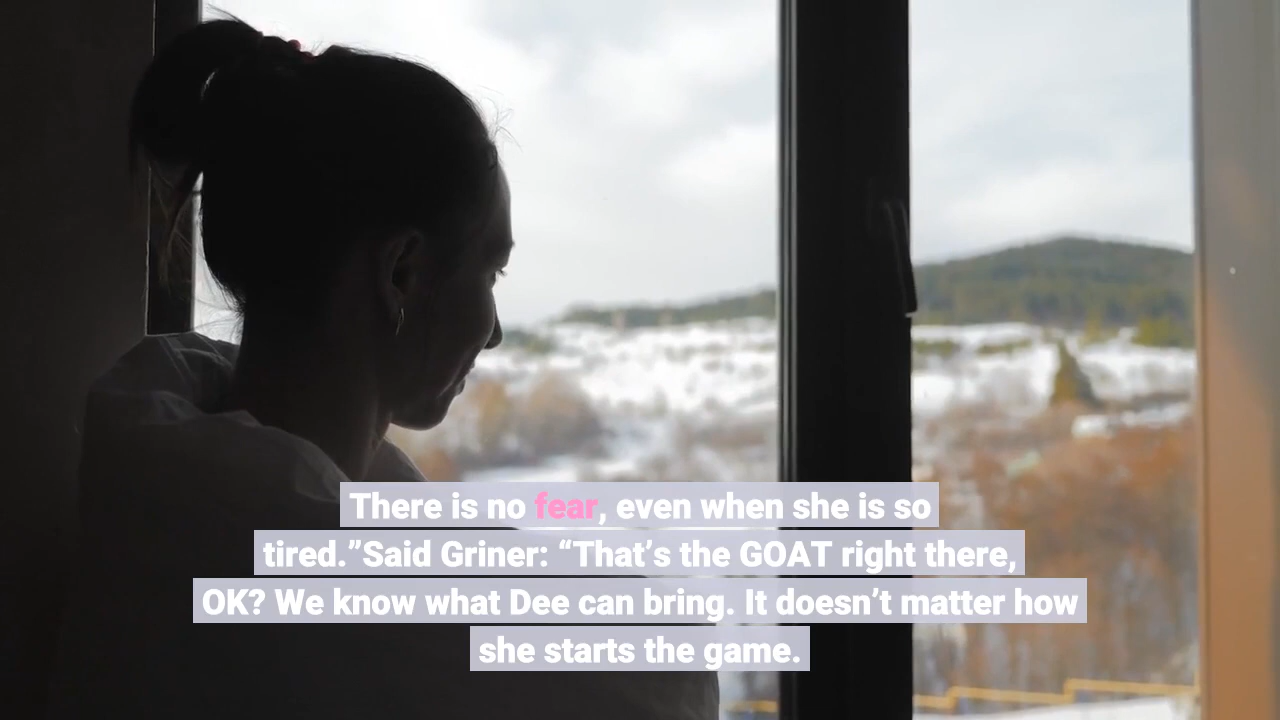 There is no fear, even when she is so
tired.”Said Griner: “That’s the GOAT right there,
OK? We know what Dee can bring. It doesn’t matter how
she starts the game.